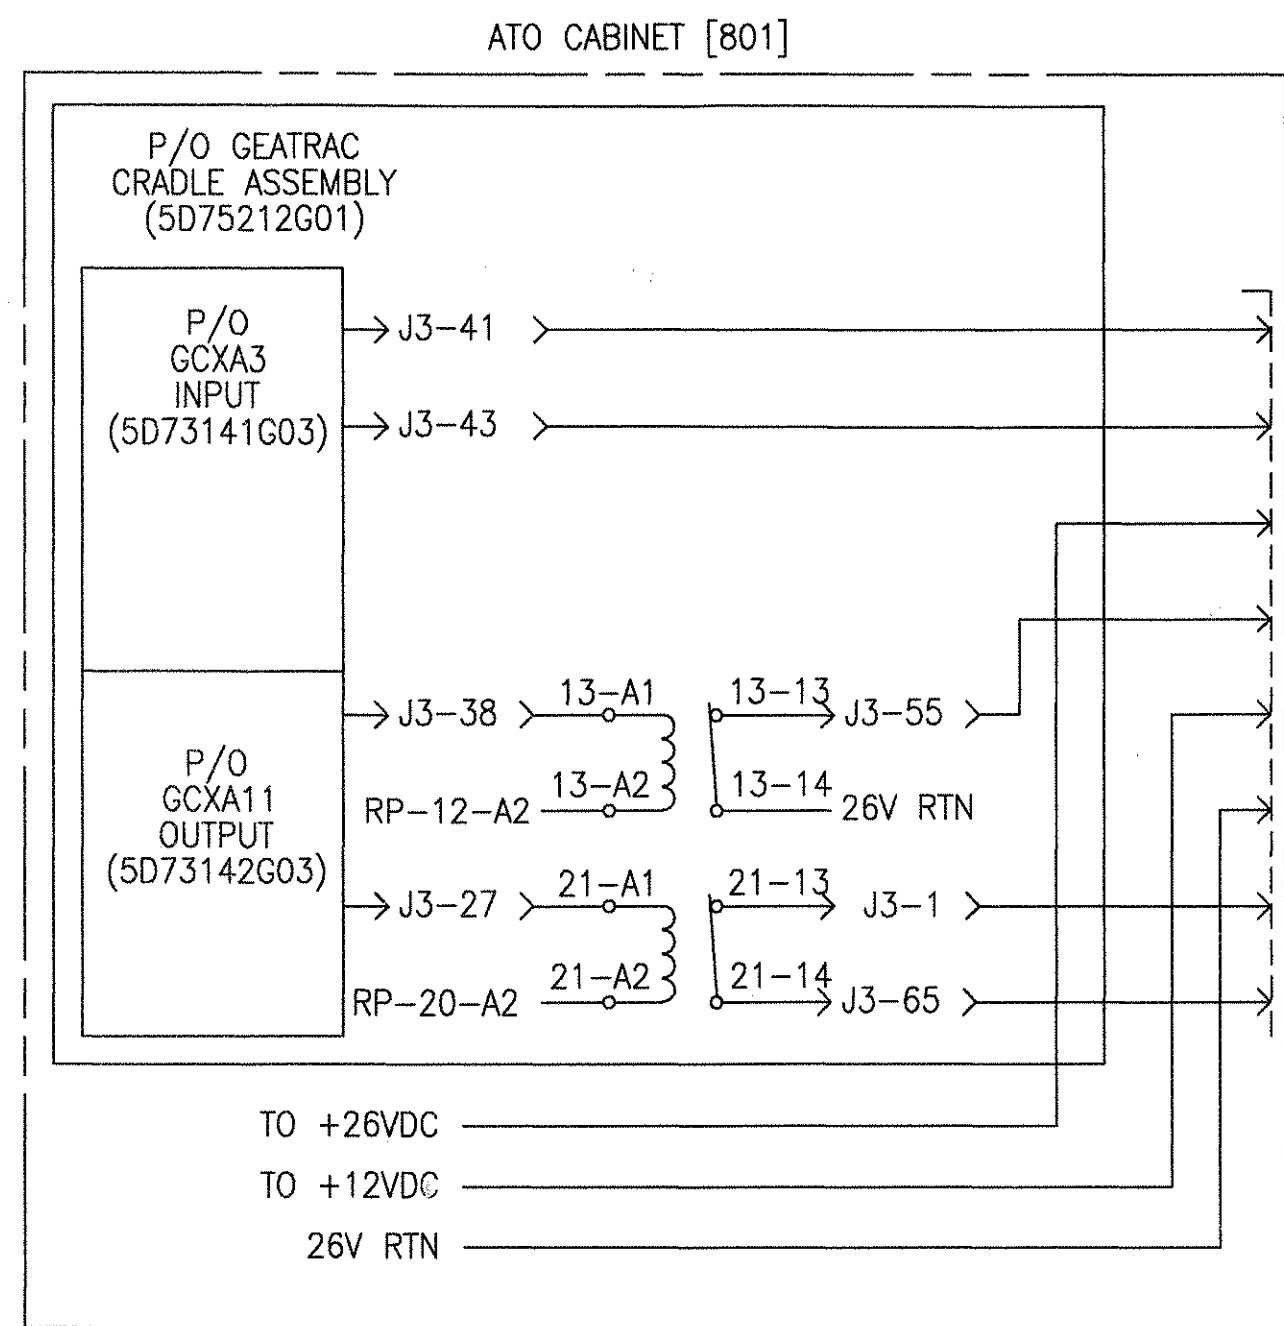 ATO CABINET [801]
P/O GEATRAC
CRADLE ASSEMBLY
(5D75212G01)
P/O
GCXA3
INPUT
(5D73141G03)
J3-41
J3-43
P/O
GCXA11
OUTPUT
(5D73142G03)
J3-38
13-A1
13-13
J3-55
RP-12-A2
13-A2
13-14
26V RTN
J3-27
21-A1
21-13
J3-1
RP-20-A2
21-A2
21-14
J3-65
TO +26VDC
TO +12VDC
26V RTN